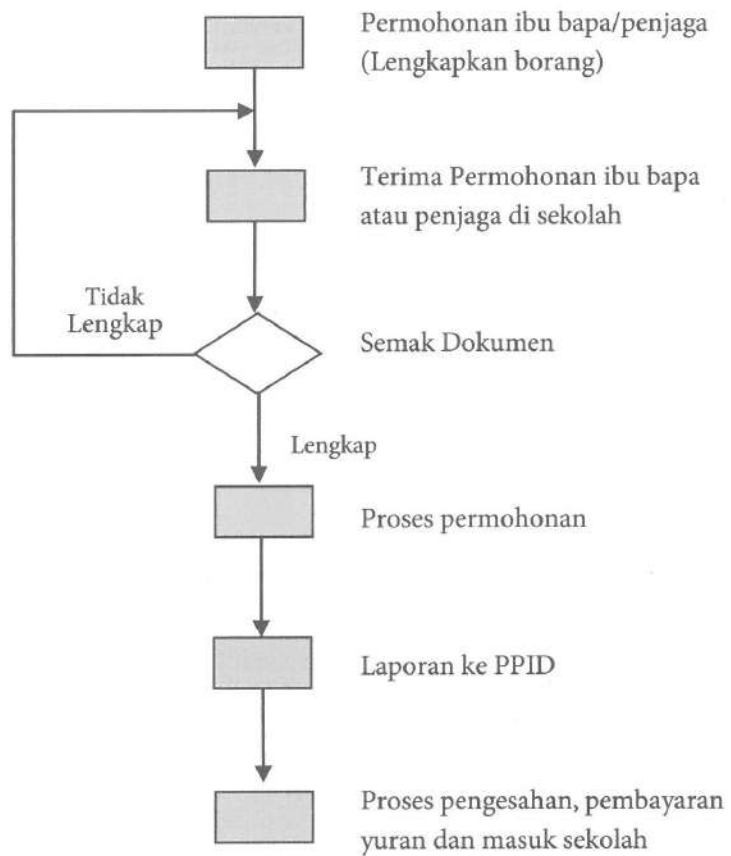 Permohonan ibu bapa/penjaga
(Lengkapkan borang)
Terima Permohonan ibu bapa
atau penjaga di sekolah
Tidak
Lengkap
Semak Dokumen
Lengkap
Proses permohonan
Laporan ke PPID
Proses pengesahan, pembayaran
yuran dan masuk sekolah